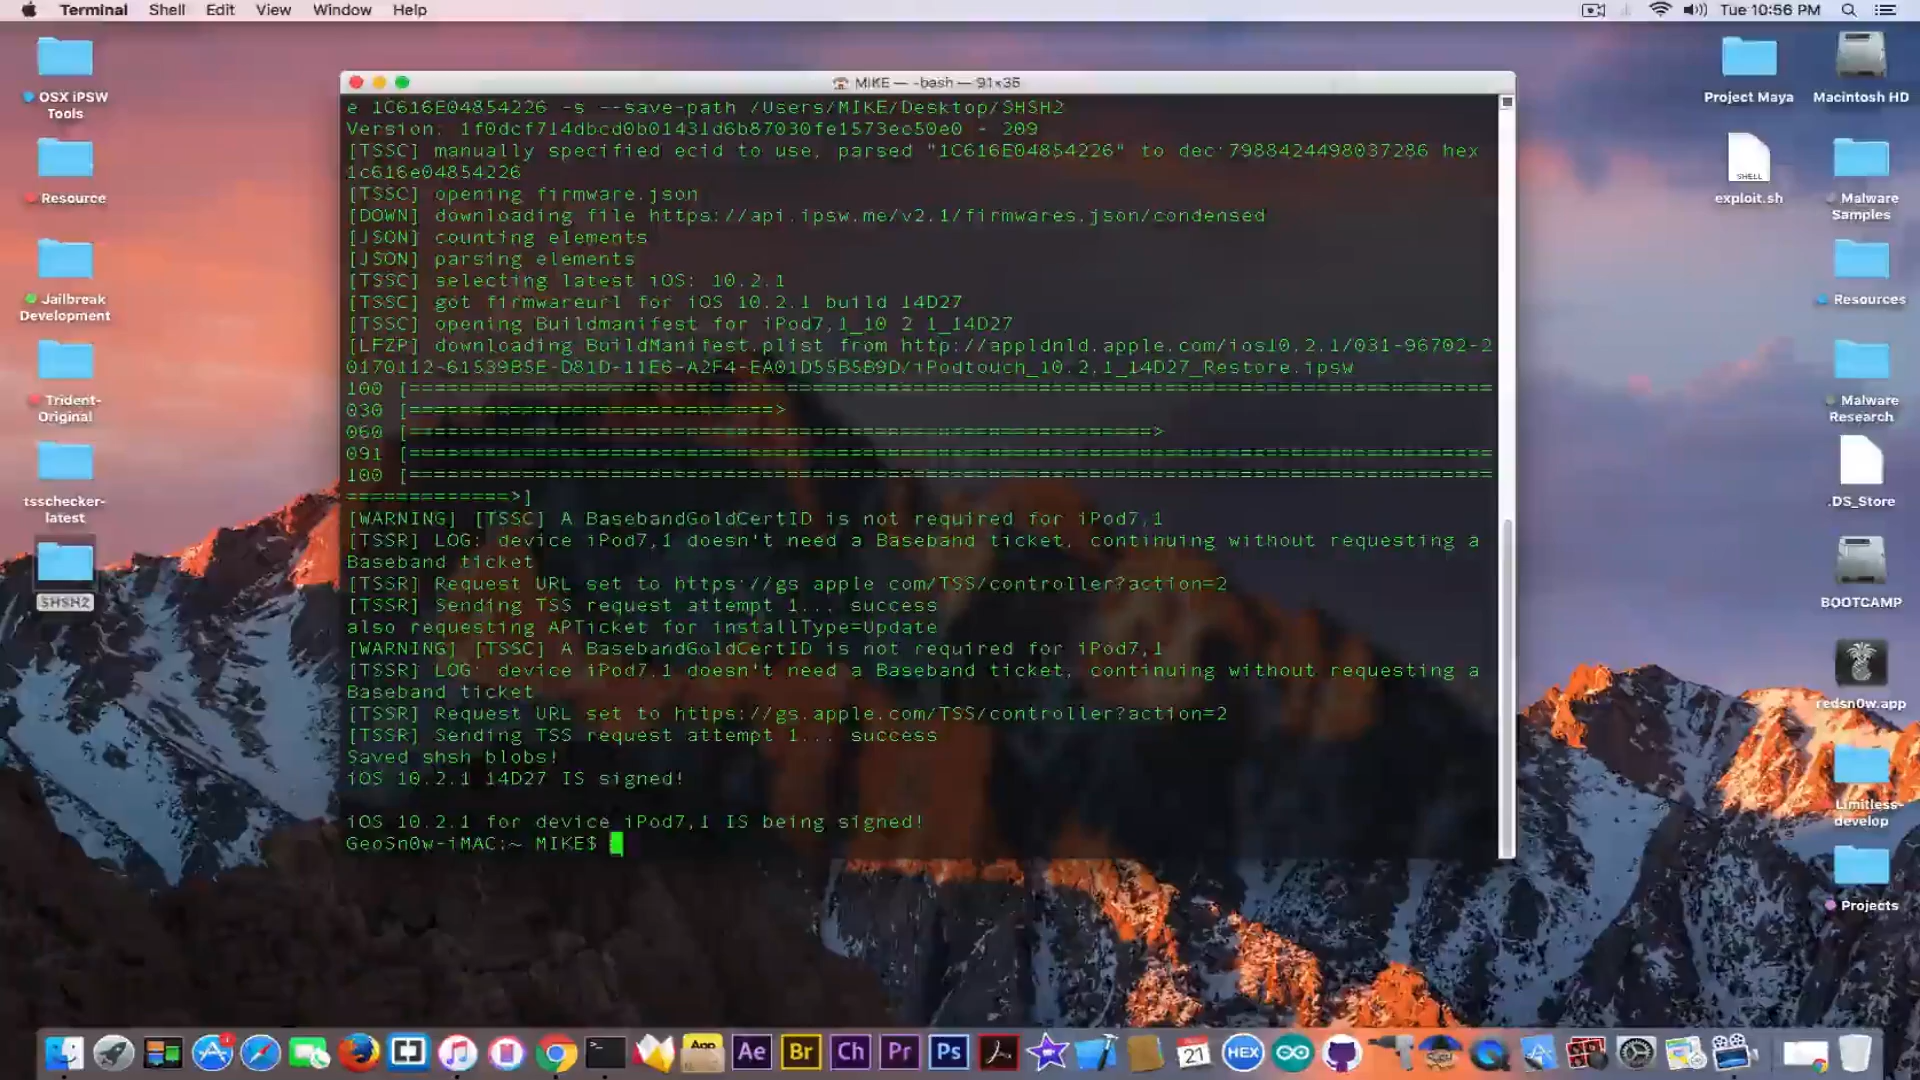 Terminal Shell Edit View Window Help Tue 10:56 PM
OSX iPSW
Tools
Resource
Jailbreak
Development
Trident-
Original
tsschecker-
latest
SHSH2
MIKE — -bash — 91×35
e 1C616E04854226 -s --save-path /Users/MIKE/Desktop/SHSH2
Version: 1f0dcf714dbcd0b01431d6b87030fe1573ec50e0 - 209
[TSSC] manually specified ecid to use, parsed "1C616E04854226" to dec:7988424498037286 hex
1c616e04854226
[TSSC] opening firmware.json
[DOWN] downloading file https://api.ipsw.me/v2.1/firmwares.json/condensed
[JSON] counting elements
[JSON] parsing elements
[TSSC] selecting latest iOS: 10.2.1
[TSSC] got firmwareurl for iOS 10.2.1 build 14D27
[TSSC] opening Buildmanifest for iPod7,1_10.2.1_14D27
[LFZP] downloading BuildManifest.plist from http://appldnld.apple.com/ios10.2.1/031-96702-2
0170112-61539B5E-D81D-11E6-A2F4-EA01D55B5B9D/iPodtouch_10.2.1_14D27_Restore.ipsw
100 [===========================================================================================
030 [==============================>
060 [============================================================>
091 [===========================================================================================
100 [===========================================================================================
=============>]
[WARNING] [TSSC] A BasebandGoldCertID is not required for iPod7,1
[TSSR] LOG: device iPod7,1 doesn't need a Baseband ticket, continuing without requesting a
Baseband ticket
[TSSR] Request URL set to https://gs.apple.com/TSS/controller?action=2
[TSSR] Sending TSS request attempt 1... success
also requesting APTicket for installType=Update
[WARNING] [TSSC] A BasebandGoldCertID is not required for iPod7,1
[TSSR] LOG: device iPod7,1 doesn't need a Baseband ticket, continuing without requesting a
Baseband ticket
[TSSR] Request URL set to https://gs.apple.com/TSS/controller?action=2
[TSSR] Sending TSS request attempt 1... success
Saved shsh blobs!
iOS 10.2.1 14D27 IS signed!
iOS 10.2.1 for device iPod7,1 IS being signed!
GeoSn0w-iMAC:~ MIKE$
Project Maya
Macintosh HD
SHELL
exploit.sh
Malware
Samples
Resources
Malware
Research
.DS_Store
BOOTCAMP
redsn0w.app
Limitless-
develop
Projects
App Ae Br Ch Pr Ps 21 HEX